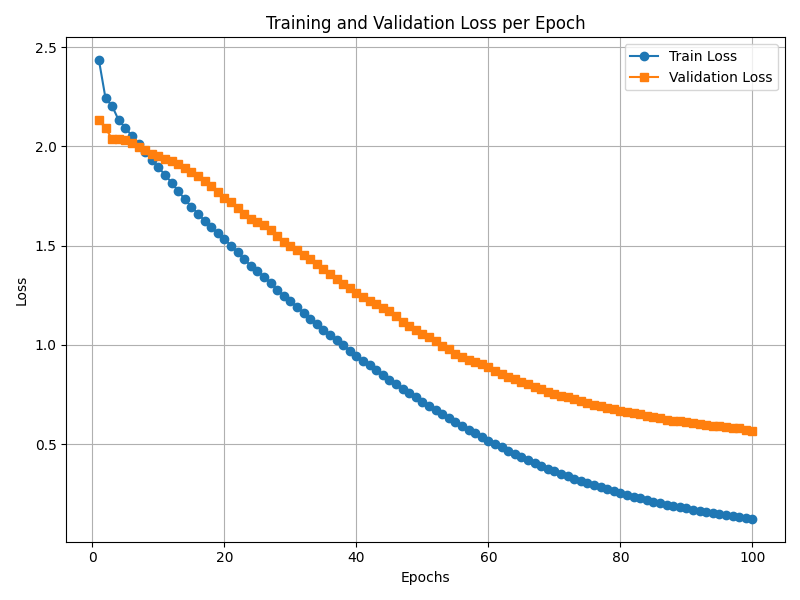 Training and Validation Loss per Epoch
Train Loss
Validation Loss
2.5
2.0
1.5
1.0
0.5
Loss
0 20 40 60 80 100
Epochs